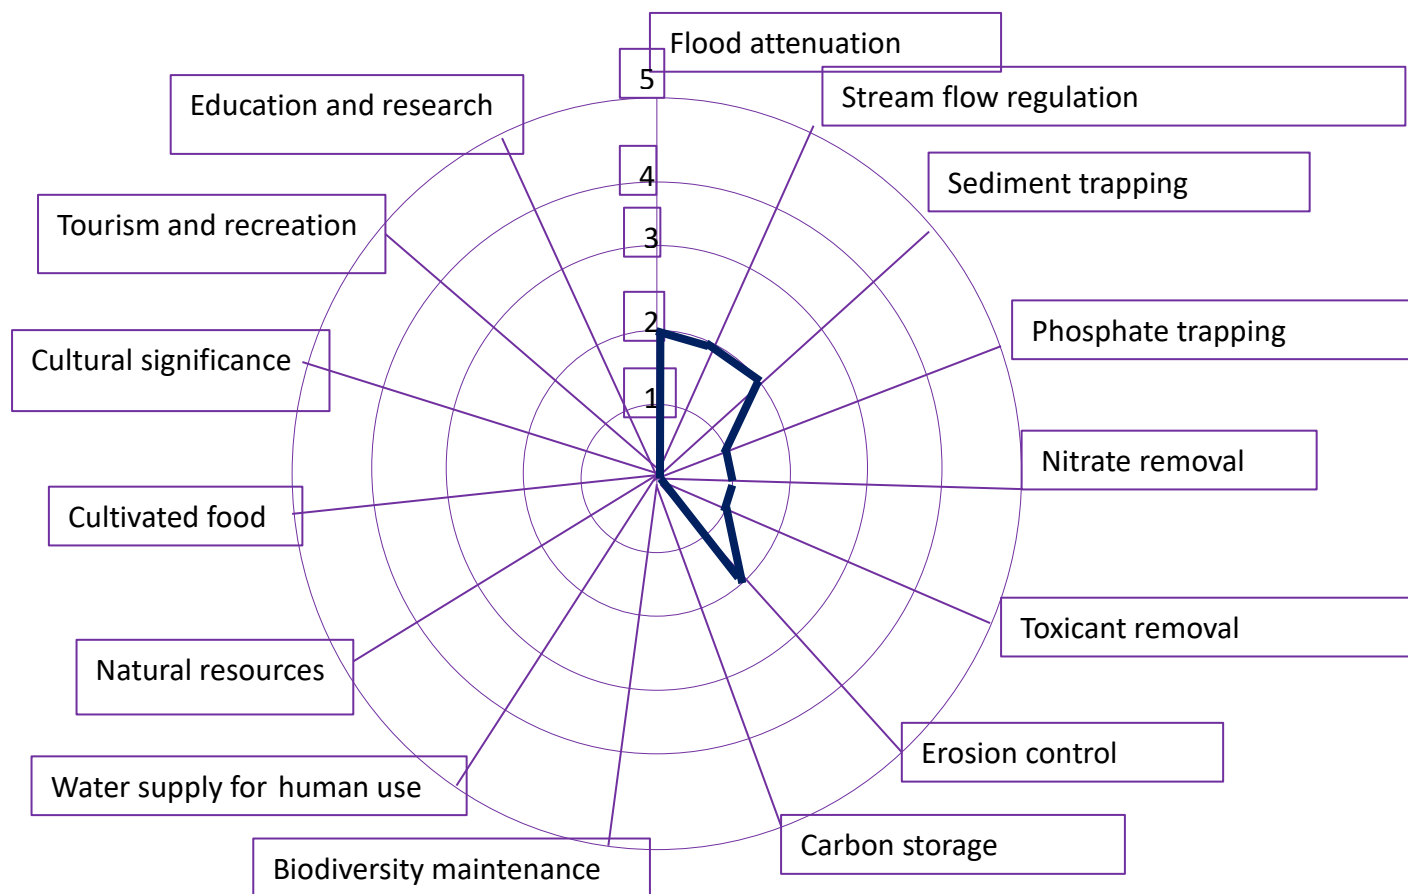 Flood attenuation
5
Stream flow regulation
Education and research
4
Sediment trapping
Tourism and recreation
3
2
Phosphate trapping
Cultural significance
1
Nitrate removal
Cultivated food
Toxicant removal
Natural resources
Erosion control
Water supply for human use
Carbon storage
Biodiversity maintenance